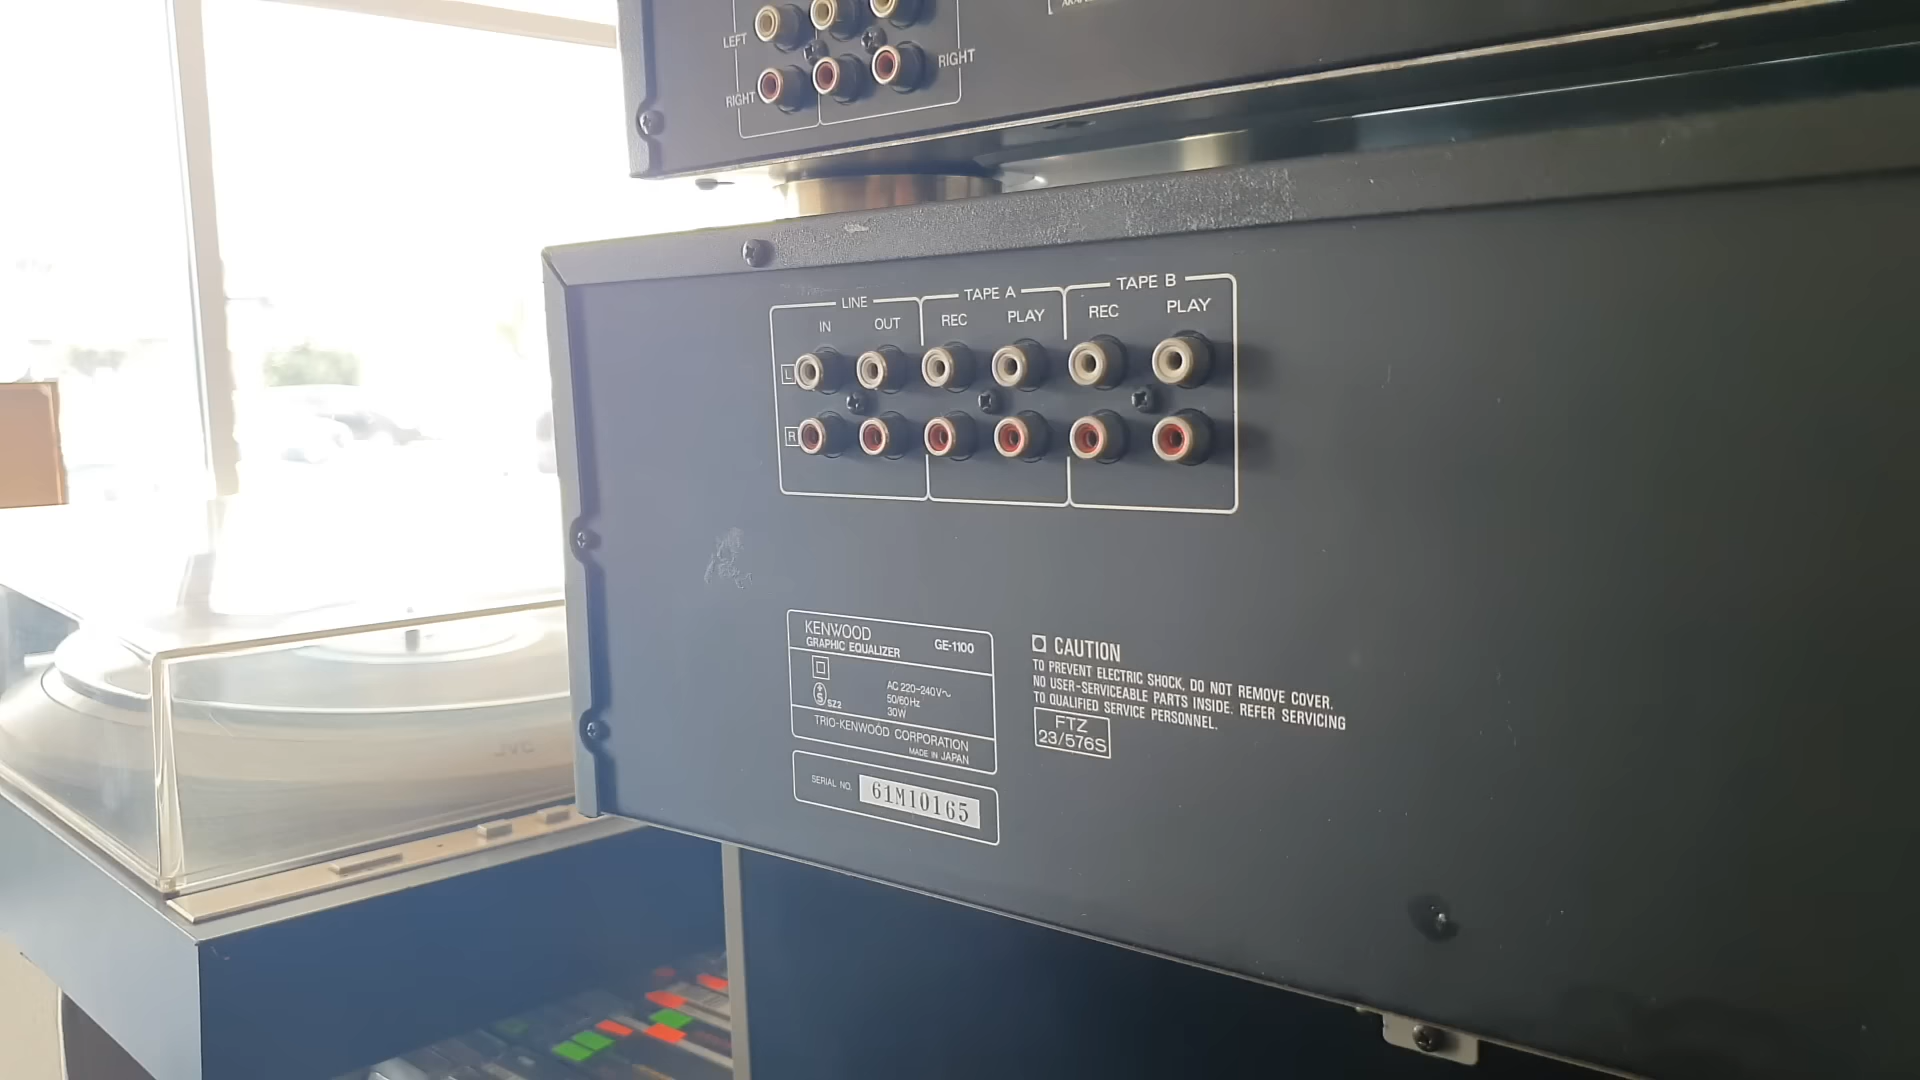 LEFT
RIGHT
RIGHT
LINE
TAPE A
TAPE B
IN
OUT
REC
PLAY
REC
PLAY
L
R
KENWOOD
GRAPHIC EQUALIZER
GE-1100
S SZ2
AC 220-240V~
50/60Hz
30W
TRIO-KENWOOD CORPORATION
MADE IN JAPAN
SERIAL NO.
61M10165
CAUTION
TO PREVENT ELECTRIC SHOCK, DO NOT REMOVE COVER.
NO USER-SERVICEABLE PARTS INSIDE. REFER SERVICING
TO QUALIFIED SERVICE PERSONNEL.
FTZ
23/576S
JVC